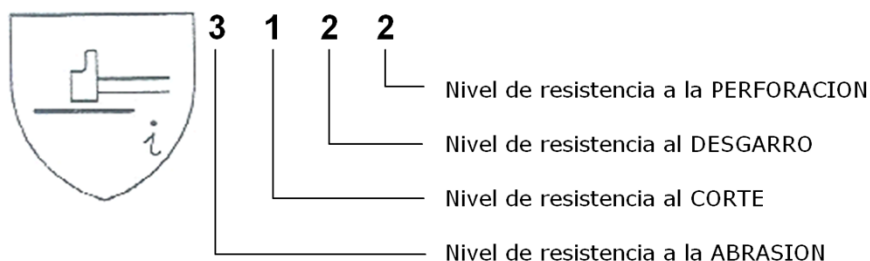 3 1 2 2
i
Nivel de resistencia a la PERFORACION
Nivel de resistencia al DESGARRO
Nivel de resistencia al CORTE
Nivel de resistencia a la ABRASION